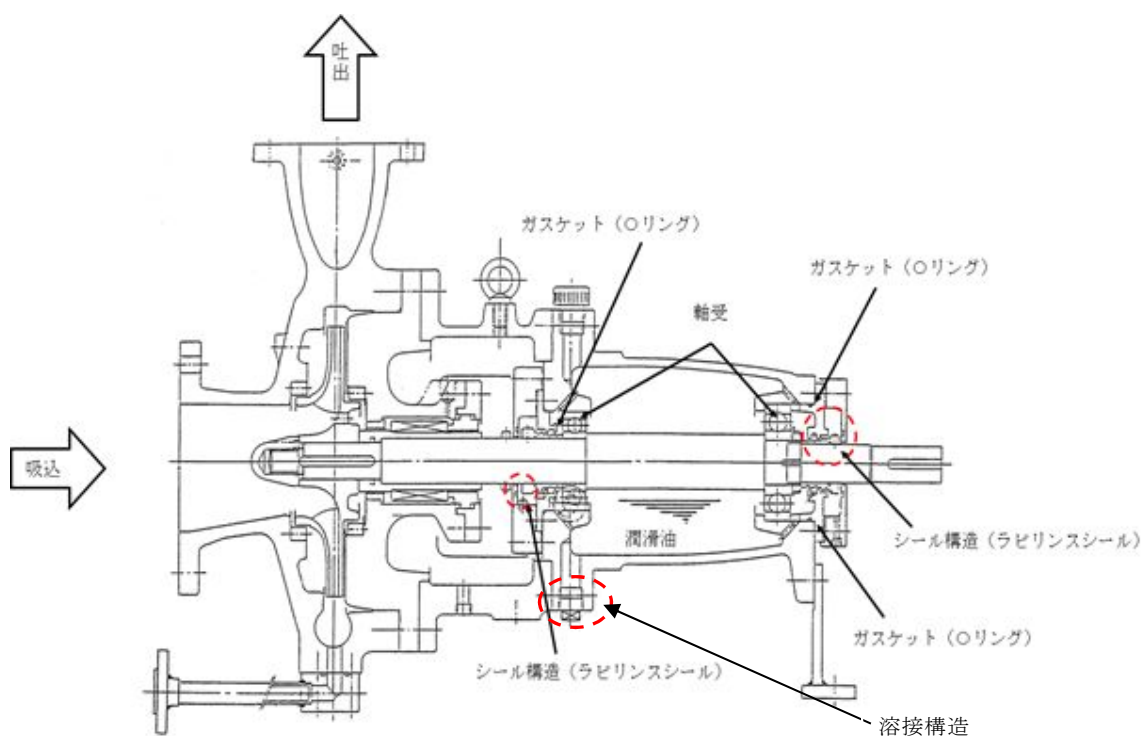 吐出
ガスケット(Oリング)
ガスケット(Oリング)
軸受
吸込
潤滑油
シール構造(ラビリンスシール)
ガスケット(Oリング)
シール構造(ラビリンスシール)
溶接構造